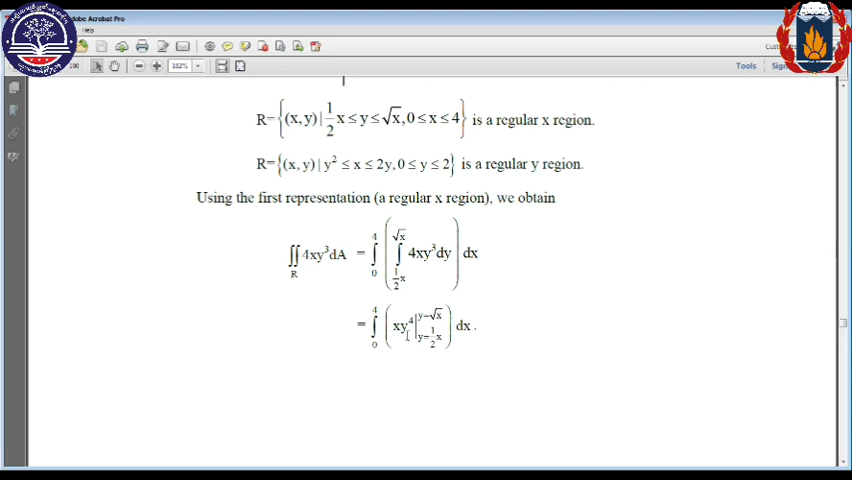 Adobe Acrobat Pro
Help
162%
Tools
R={(x, y) | 1/2 x ≤ y ≤ √x, 0 ≤ x ≤ 4} is a regular x region.
R={(x, y) | y² ≤ x ≤ 2y, 0 ≤ y ≤ 2} is a regular y region.
Using the first representation (a regular x region), we obtain
∬_R 4xy³dA = ∫_0^4 ( ∫_{1/2 x}^{√x} 4xy³dy ) dx
= ∫_0^4 ( xy⁴ |_{y=1/2 x}^{y=√x} ) dx .